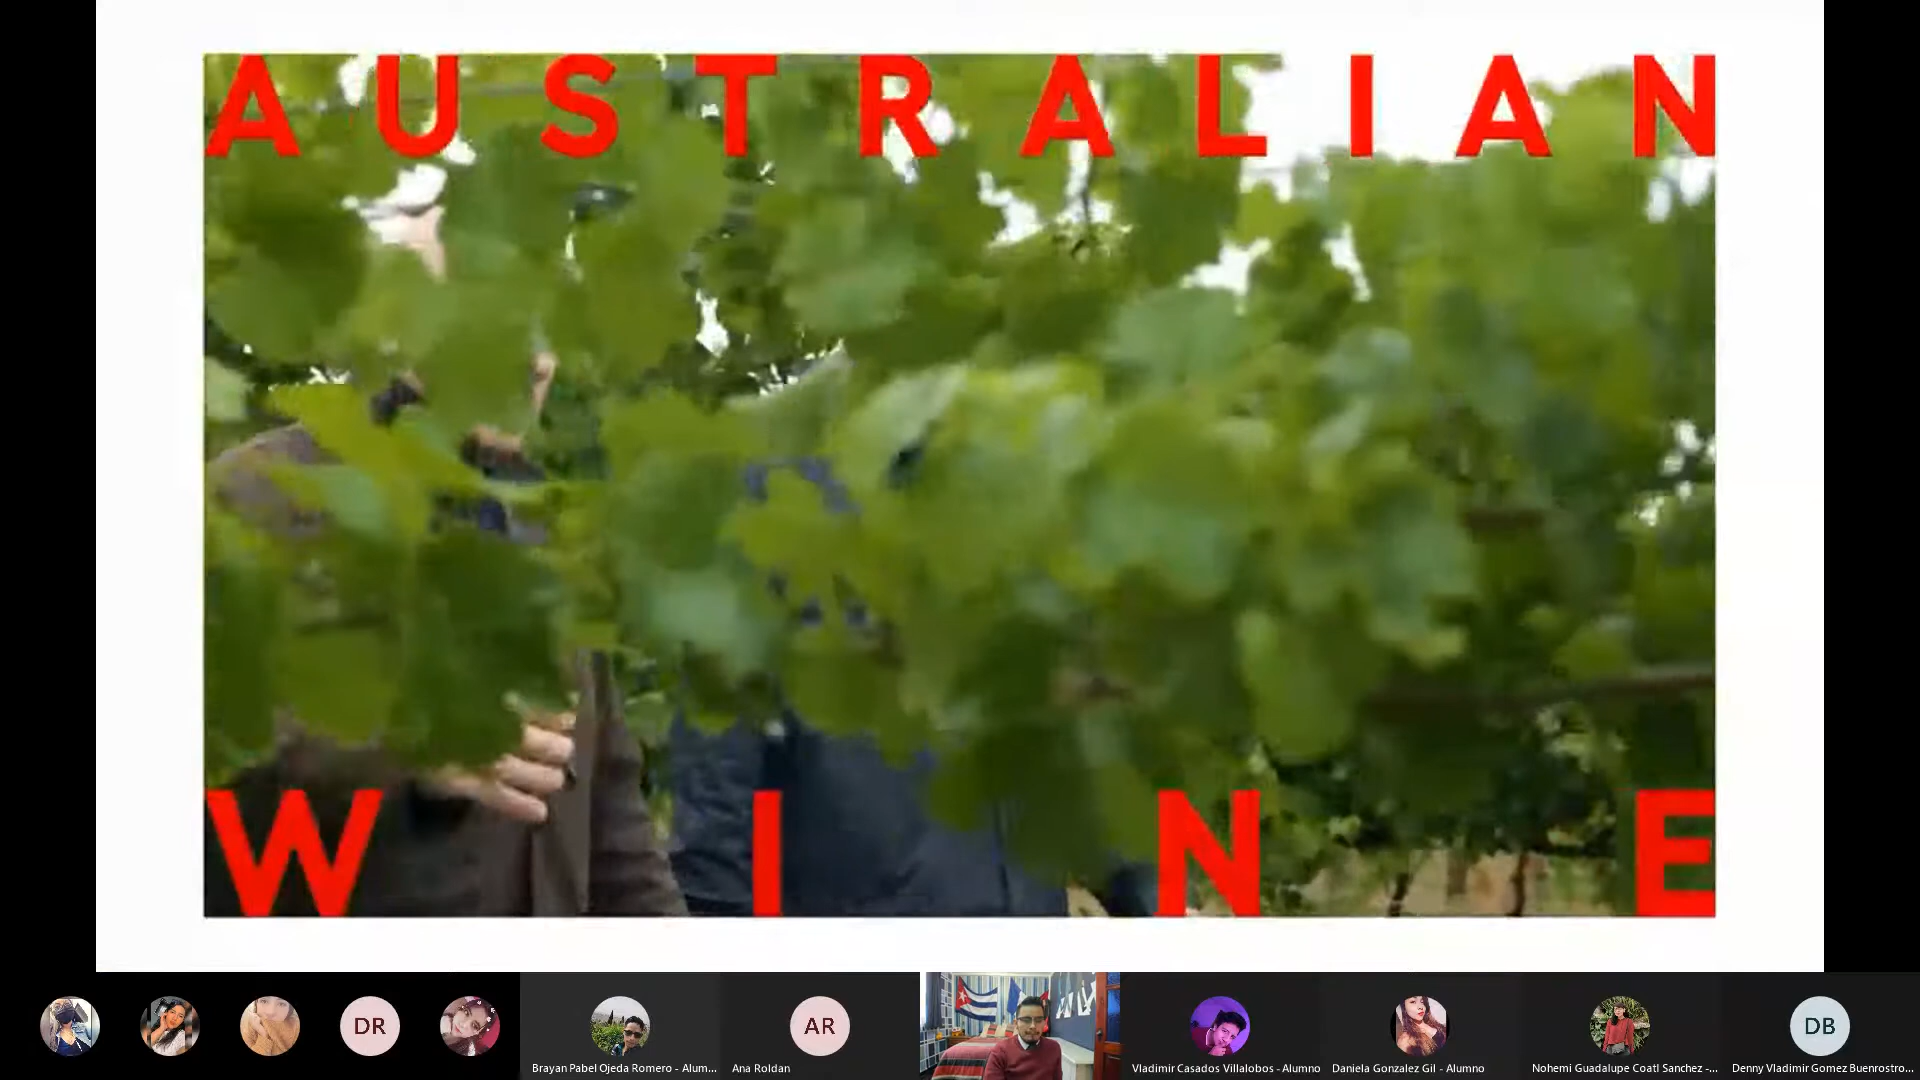 AUSTRALIAN
WINE
DR
AR
DB
Brayan Pabel Ojeda Romero - Alum...
Ana Roldan
Vladimir Casados Villalobos - Alumno
Daniela Gonzalez Gil - Alumno
Nohemi Guadalupe Coatl Sanchez -...
Denny Vladimir Gomez Buenrostro...